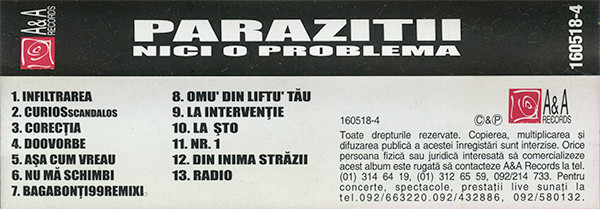 A&A
RECORDS
PARAZITII
NICI O PROBLEMA
160518-4
1. INFILTRAREA
2. CURIOSSCANDALOS
3. CORECȚIA
4. DOOVORBE
5. AȘA CUM VREAU
6. NU MĂ SCHIMBI
7. BAGABONȚI99REMIXI
8. OMU' DIN LIFTU' TĂU
9. LA INTERVENȚIE
10. LA ȘTO
11. NR. 1
12. DIN INIMA STRĂZII
13. RADIO
160518-4
©&℗
A&A
RECORDS
Toate drepturile rezervate. Copierea, multiplicarea și
difuzarea publică a acestei înregistrări sunt interzise. Orice
persoana fizică sau juridică interesată să comercializeze
acest album este rugată să contacteze A&A Records la tel.
(01) 314 64 19, (01) 312 65 59, 092/214 733. Pentru
concerte, spectacole, prestații live sunați la
tel.092/663220, 092/432886, 092/580132.